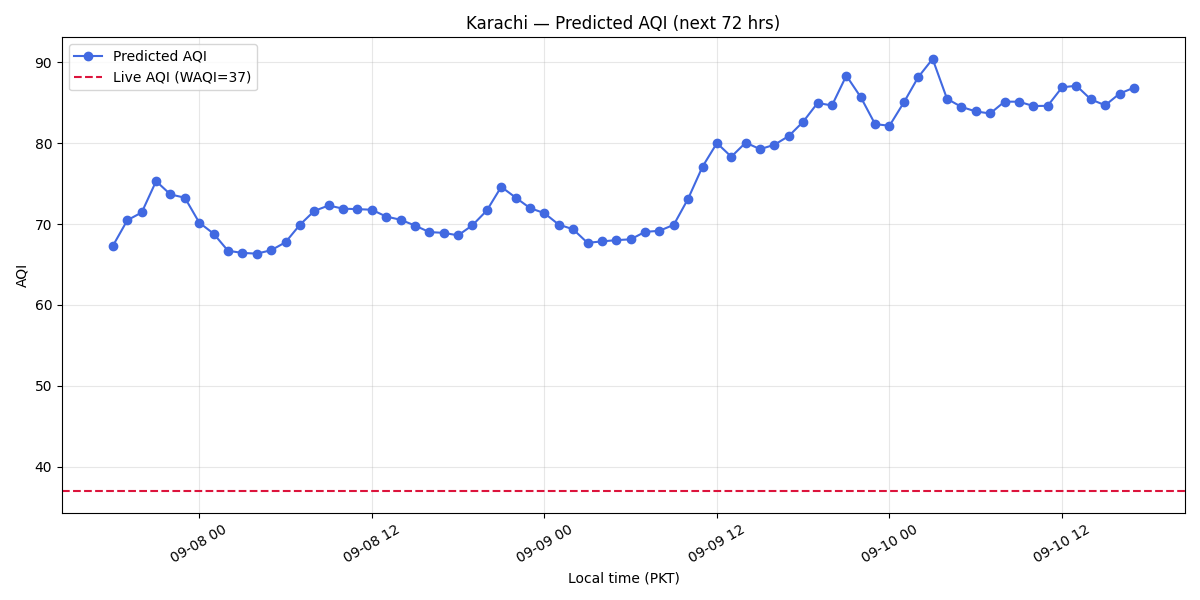 Karachi — Predicted AQI (next 72 hrs)
Predicted AQI
Live AQI (WAQI=37)
90
80
70
60
50
40
AQI
09-08 00
09-08 12
09-09 00
09-09 12
09-10 00
09-10 12
Local time (PKT)